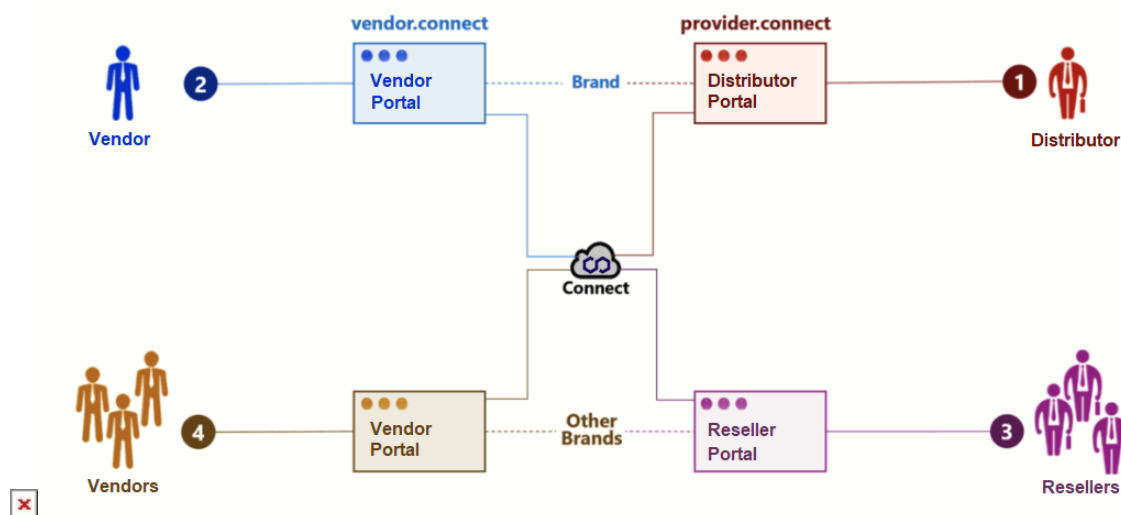 vendor.connect
provider.connect
2
Vendor
Portal
Brand
Distributor
Portal
1
Vendor
Distributor
Connect
4
Vendor
Portal
Other
Brands
Reseller
Portal
3
Vendors
Resellers